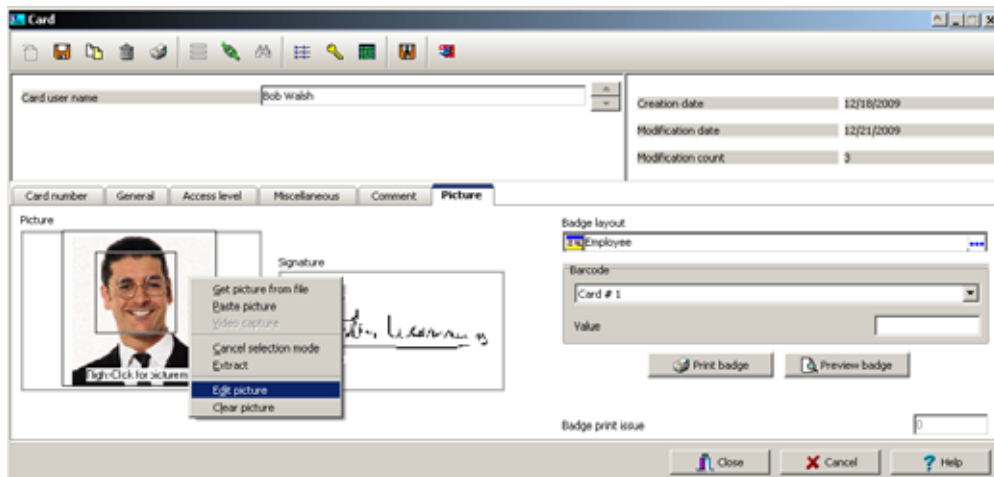 Card
Card user name
Bob Walsh
Creation date 12/18/2009
Modification date 12/21/2009
Modification count 3
Card number General Access level Miscellaneous Comment Picture
Picture
Signature
Get picture from file
Paste picture
Video capture
Cancel selection mode
Extract
Edit picture
Clear picture
Badge layout
Employee
Barcode
Card # 1
Value
Print badge Preview badge
Badge print issue 0
Close Cancel Help